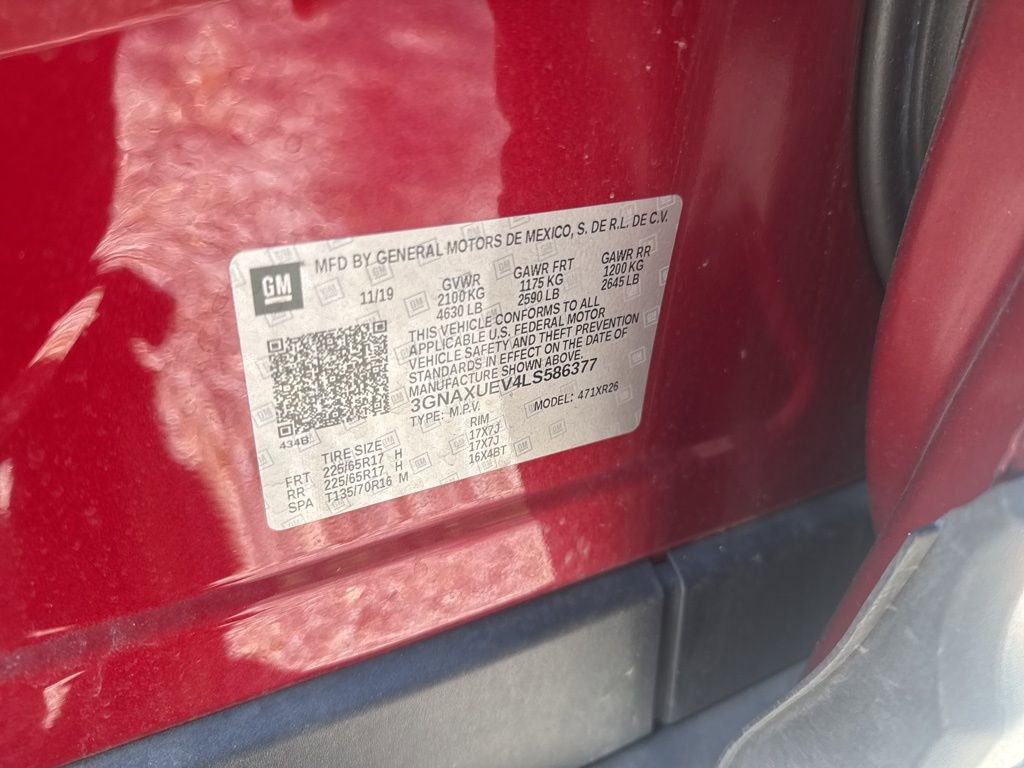 GM
MFD BY GENERAL MOTORS DE MEXICO, S. DE R.L. DE C.V.
11/19 GVWR GAWR FRT GAWR RR
2100 KG 1175 KG 1200 KG
4630 LB 2590 LB 2645 LB
THIS VEHICLE CONFORMS TO ALL
APPLICABLE U.S. FEDERAL MOTOR
VEHICLE SAFETY AND THEFT PREVENTION
STANDARDS IN EFFECT ON THE DATE OF
MANUFACTURE SHOWN ABOVE.
3GNAXUEV4LS586377
TYPE: M.P.V. MODEL: 471XR26
434B
TIRE SIZE RIM
FRT 225/65R17 H 17X7J
RR 225/65R17 H 17X7J
SPA T135/70R16 M 16X4BT